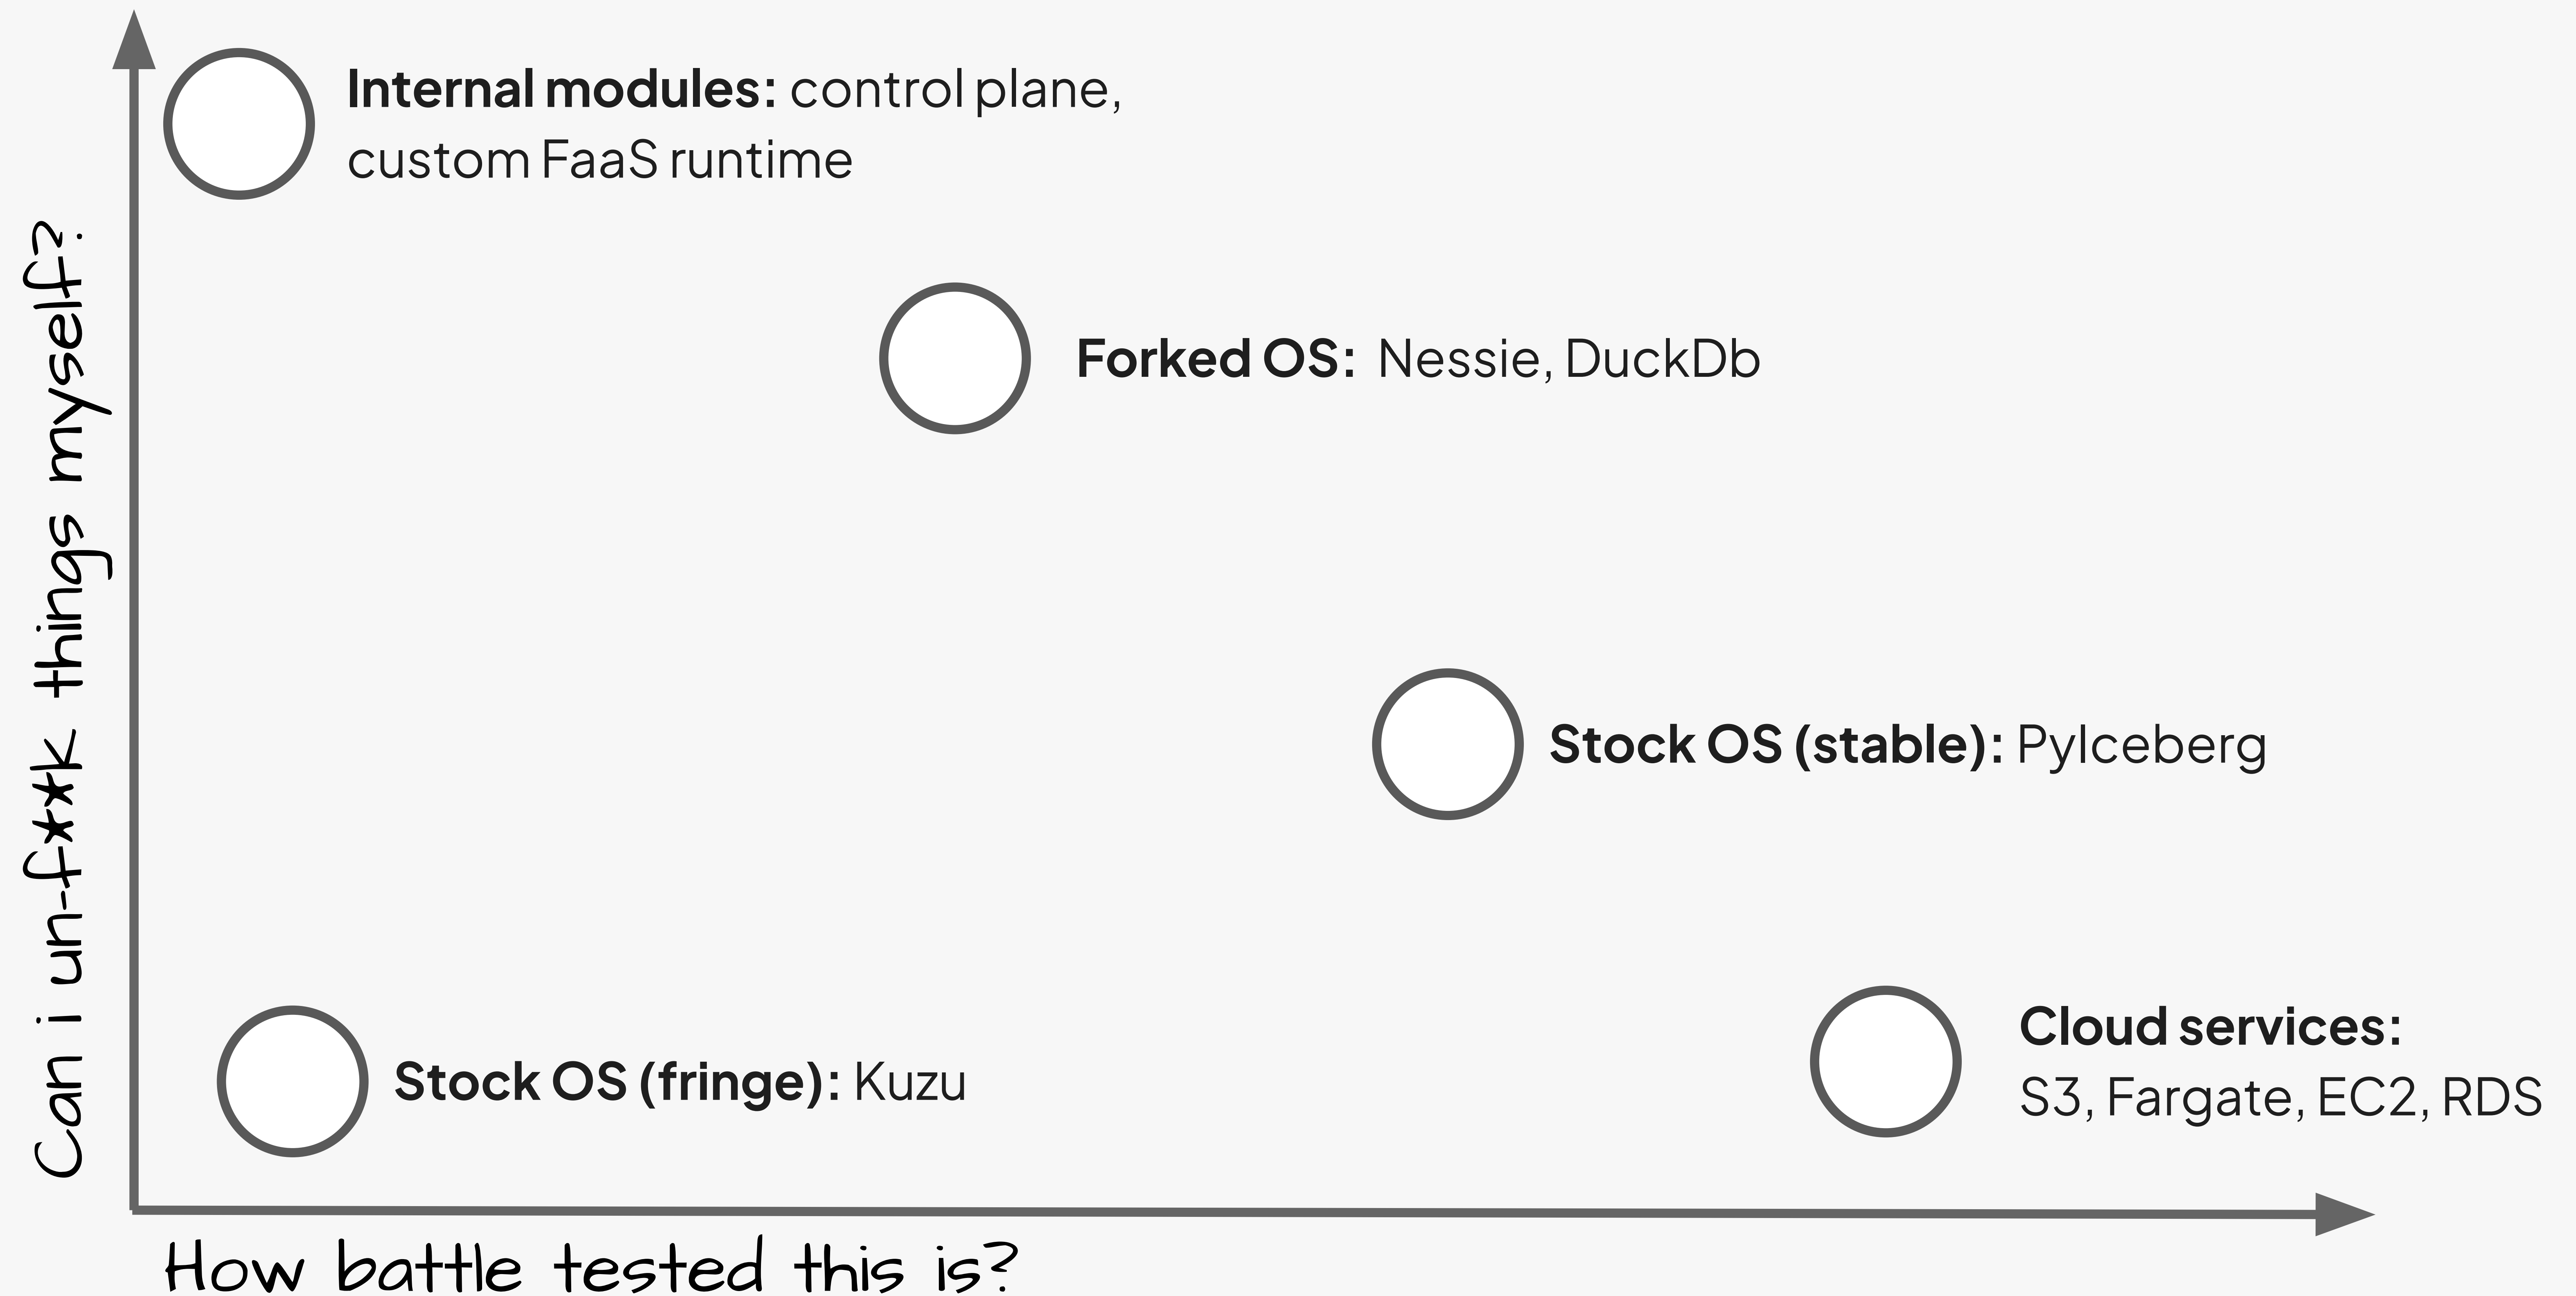 Internal modules: control plane,
custom FaaS runtime
Forked OS: Nessie, DuckDb
Stock OS (stable): PyIceberg
Stock OS (fringe): Kuzu
Cloud services:
S3, Fargate, EC2, RDS
Can i un-f**k things myself?
How battle tested this is?